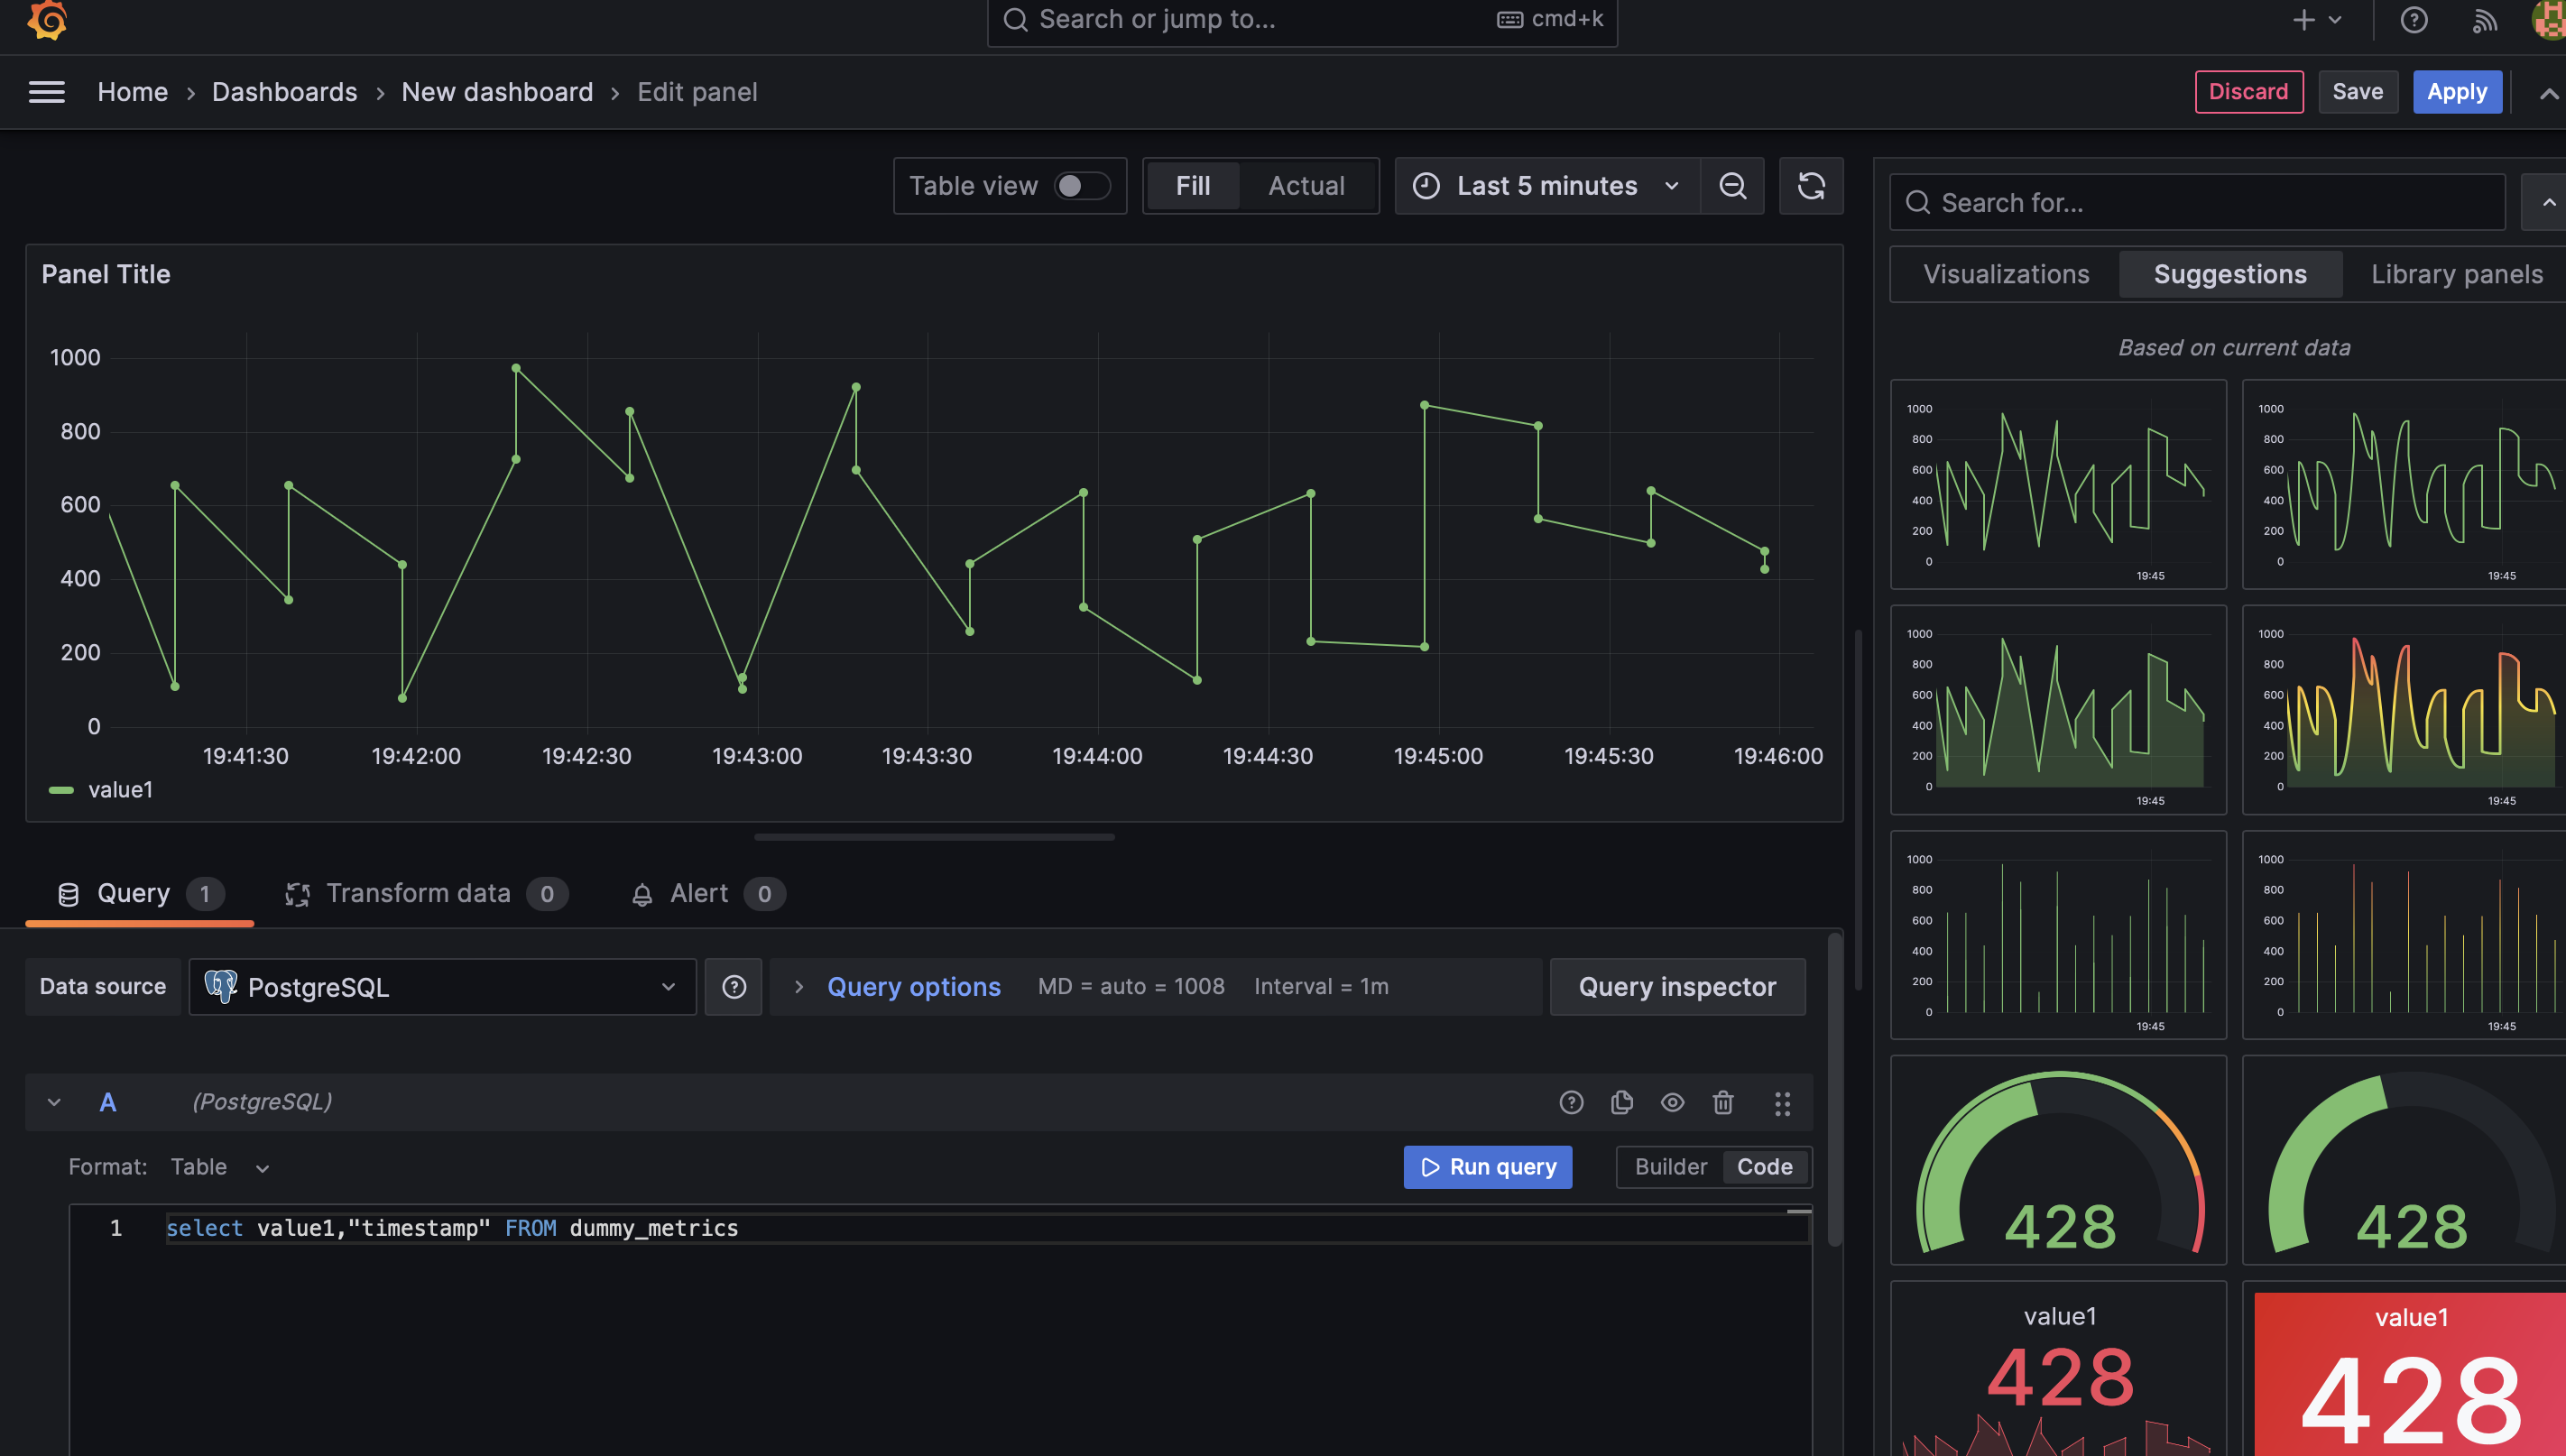 Search or jump to...
cmd+k
Home › Dashboards › New dashboard › Edit panel
Discard
Save
Apply
Table view
Fill
Actual
Last 5 minutes
Search for...
Visualizations
Suggestions
Library panels
Based on current data
Panel Title
1000
800
600
400
200
0
19:41:30
19:42:00
19:42:30
19:43:00
19:43:30
19:44:00
19:44:30
19:45:00
19:45:30
19:46:00
value1
Query 1
Transform data 0
Alert 0
Data source
PostgreSQL
Query options
MD = auto = 1008
Interval = 1m
Query inspector
A
(PostgreSQL)
Format: Table
Run query
Builder
Code
1
select value1,"timestamp" FROM dummy_metrics
1000
800
600
400
200
0
19:45
1000
800
600
400
200
0
19:45
1000
800
600
400
200
0
19:45
1000
800
600
400
200
0
19:45
1000
800
600
400
200
0
19:45
1000
800
600
400
200
0
19:45
428
428
value1
428
value1
428